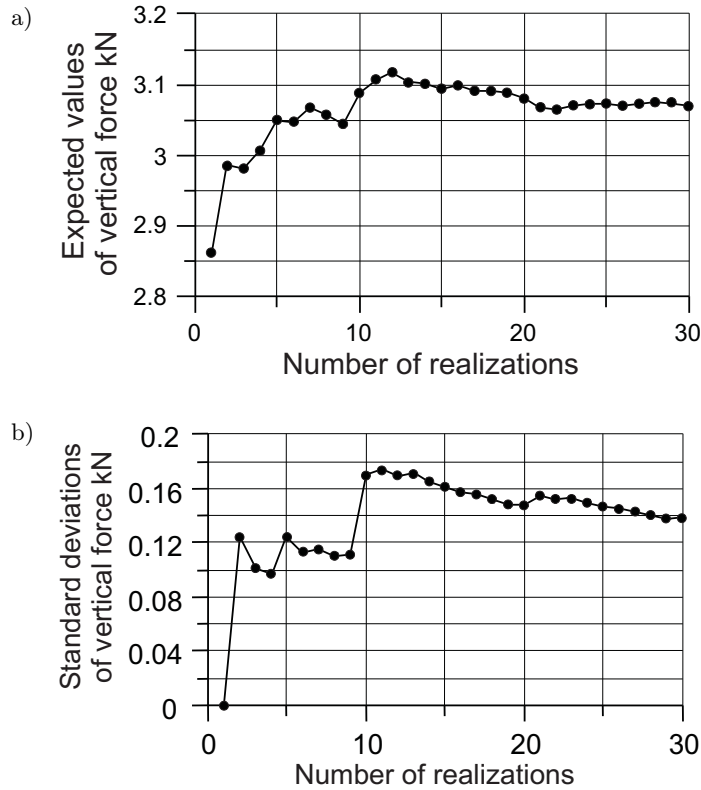 a)
Expected values
of vertical force kN
3.2
3.1
3
2.9
2.8
0 10 20 30
Number of realizations
b)
Standard deviations
of vertical force kN
0.2
0.16
0.12
0.08
0.04
0
0 10 20 30
Number of realizations